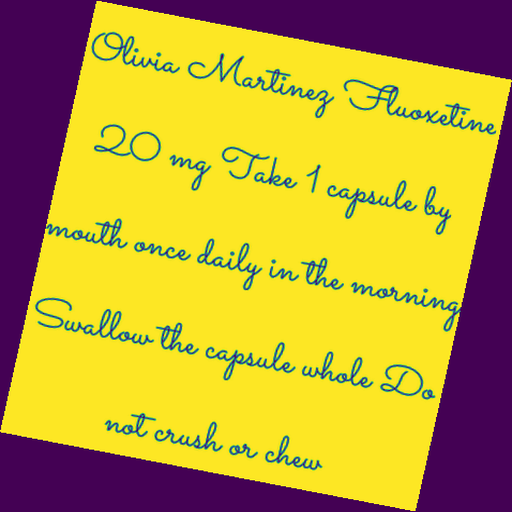 Olivia Martinez Fluoxetine
20 mg Take 1 capsule by
mouth once daily in the morning
Swallow the capsule whole Do
not crush or chew